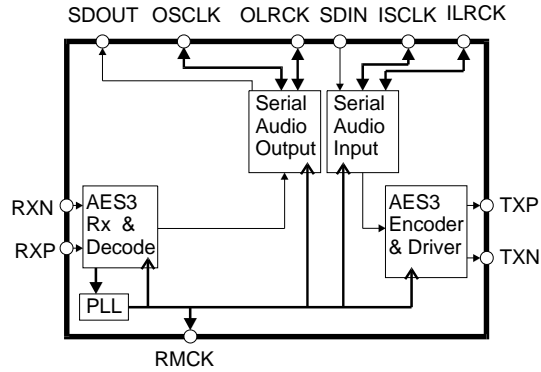 SDOUT OSCLK OLRCK SDIN ISCLK ILRCK
Serial
Audio
Output
Serial
Audio
Input
RXN
RXP
AES3
Rx &
Decode
AES3
Encoder
& Driver
TXP
TXN
PLL
RMCK